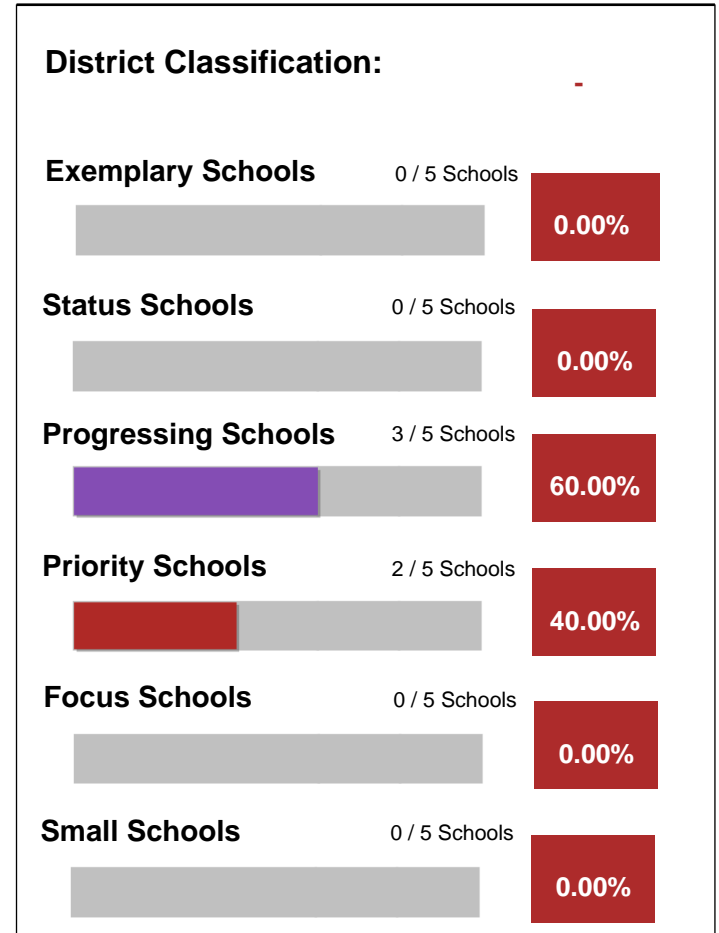 District Classification:
-
Exemplary Schools 0 / 5 Schools
0.00%
Status Schools 0 / 5 Schools
0.00%
Progressing Schools 3 / 5 Schools
60.00%
Priority Schools 2 / 5 Schools
40.00%
Focus Schools 0 / 5 Schools
0.00%
Small Schools 0 / 5 Schools
0.00%